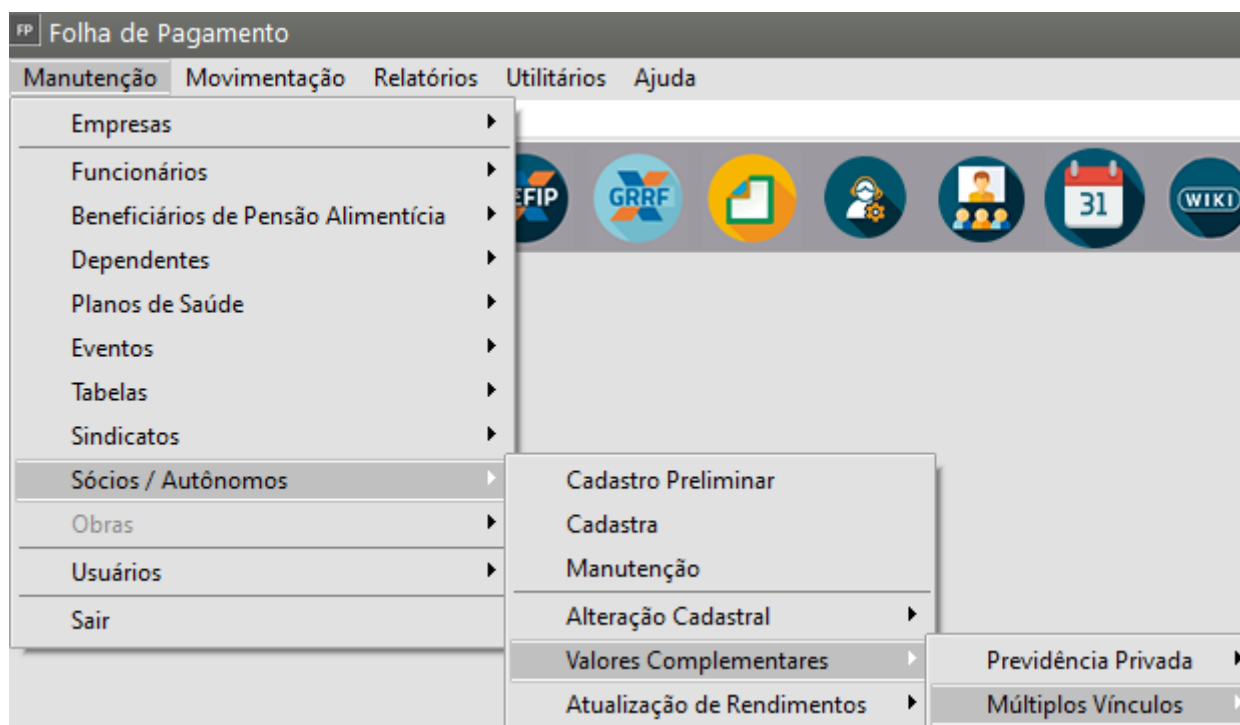 FP Folha de Pagamento
Manutenção Movimentação Relatórios Utilitários Ajuda
Empresas
Funcionários
Beneficiários de Pensão Alimentícia
Dependentes
Planos de Saúde
Eventos
Tabelas
Sindicatos
Sócios / Autônomos
Obras
Usuários
Sair
EFIP GRRF 31 WIKI
Cadastro Preliminar
Cadastra
Manutenção
Alteração Cadastral
Valores Complementares
Atualização de Rendimentos
Previdência Privada
Múltiplos Vínculos